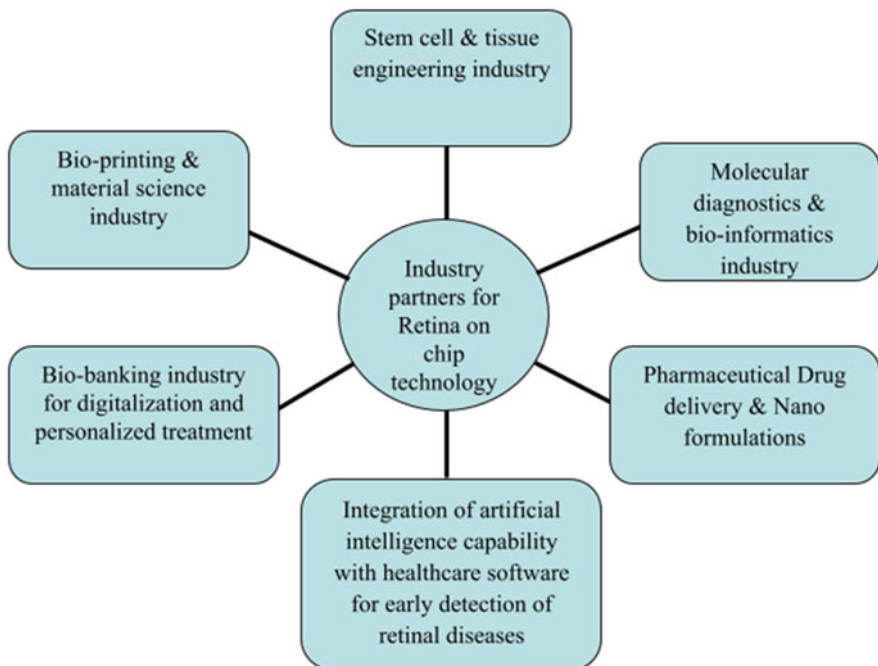 Stem cell & tissue
engineering industry
Bio-printing &
material science
industry
Molecular
diagnostics &
bio-informatics
industry
Industry
partners for
Retina on
chip
technology
Bio-banking industry
for digitalization and
personalized treatment
Pharmaceutical Drug
delivery & Nano
formulations
Integration of artificial
intelligence capability
with healthcare software
for early detection of
retinal diseases